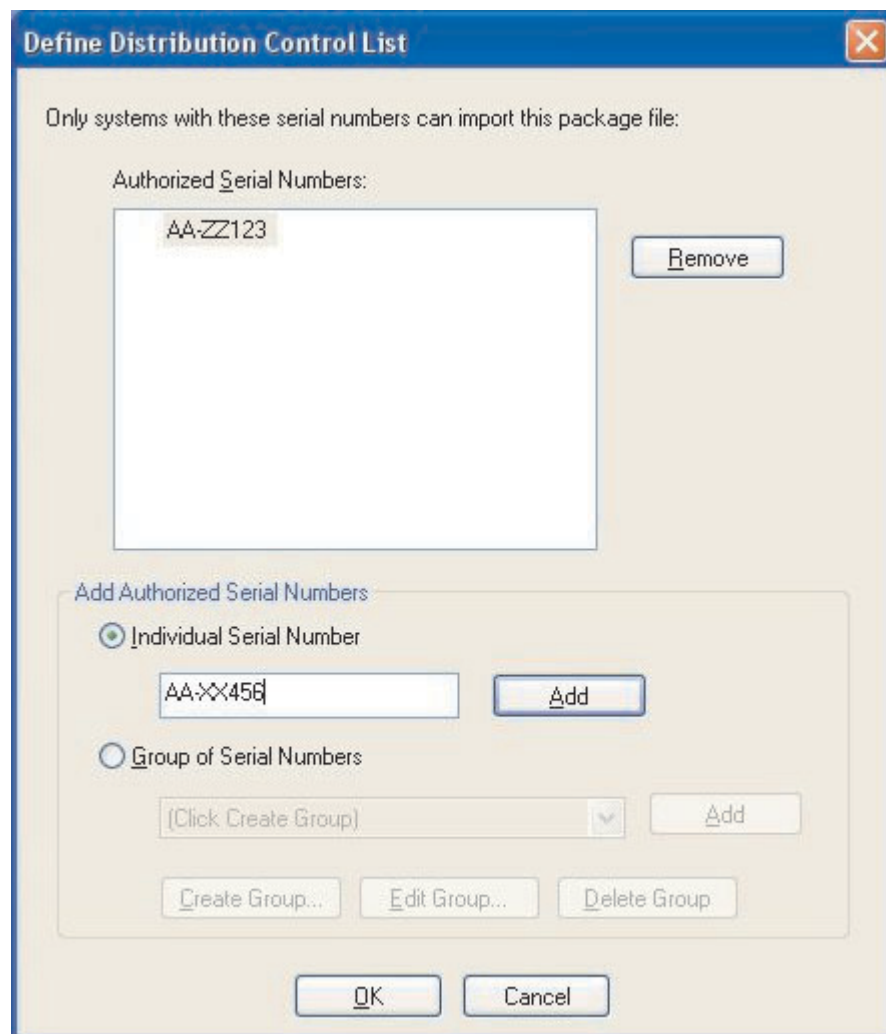 Define Distribution Control List
Only systems with these serial numbers can import this package file:
Authorized Serial Numbers:
AA-ZZ123
Remove
Add Authorized Serial Numbers
Individual Serial Number
AA-XX456
Add
Group of Serial Numbers
(Click Create Group)
Add
Create Group...
Edit Group...
Delete Group
OK
Cancel